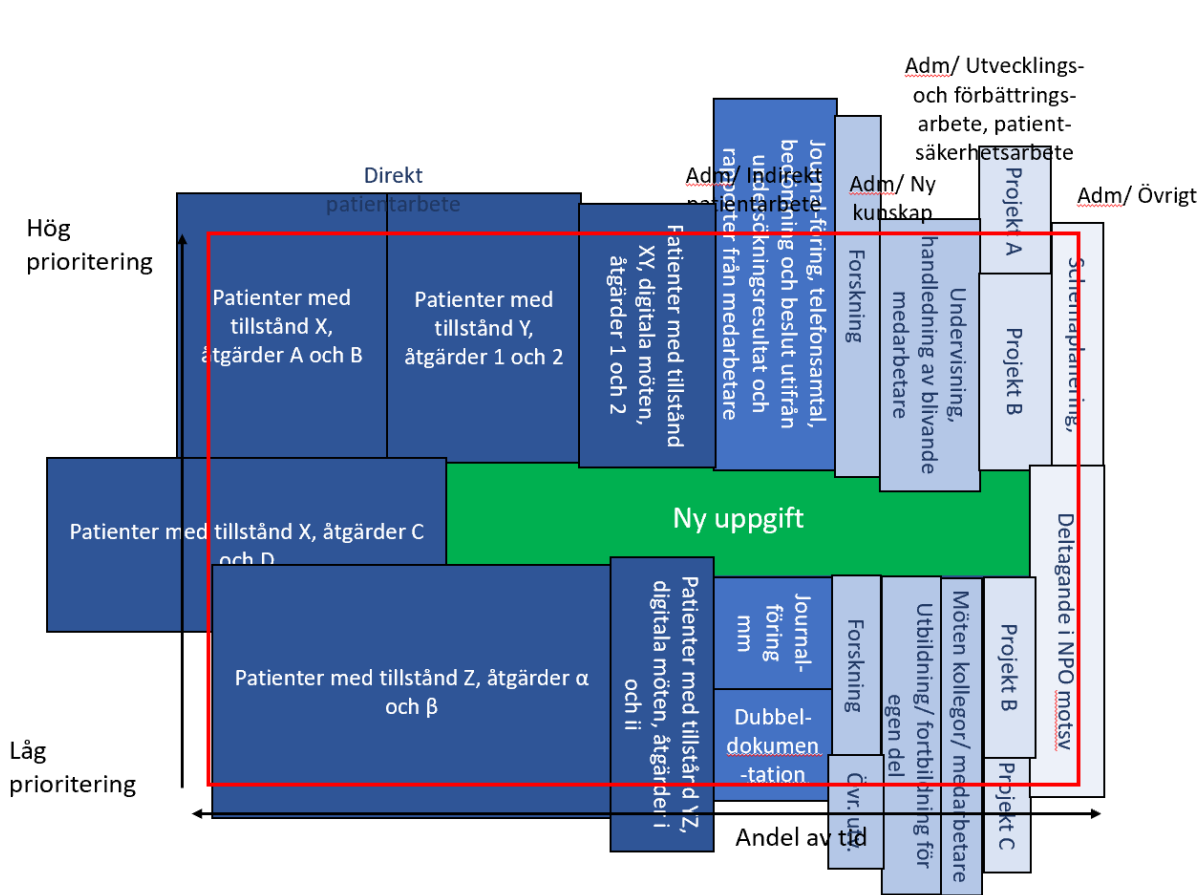 Adm/ Utvecklings-
och förbättrings-
arbete, patient-
säkerhetsarbete
Direkt
patientarbete
Adm/ Indirekt
patientarbete
Adm/ Ny
kunskap
Adm/ Övrigt
Hög
prioritering
Patienter med
tillstånd X,
åtgärder A och B
Patienter med
tillstånd Y,
åtgärder 1 och 2
Patienter med tillstånd
XY, digitala möten,
åtgärder 1 och 2
Journal-föring, telefonsamtal,
bedömning och beslut utifrån
undersökningsresultat och
rapporter från medarbetare
Forskning
Undervisning,
handledning av blivande
medarbetare
Projekt A
Projekt B
Schemaplanering,
Patienter med tillstånd X, åtgärder C
och D
Ny uppgift
Deltagande i NPO motsv
Patienter med tillstånd Z, åtgärder α
och β
Patienter med tillstånd YZ,
digitala möten, åtgärder i
och ii
Journal-
föring
mm
Dubbel-
dokumen
-tation
Forskning
Övr. utv.
Utbildning/ fortbildning för
egen del
Möten kollegor/ medarbetare
Projekt B
Projekt C
Låg
prioritering
Andel av tid